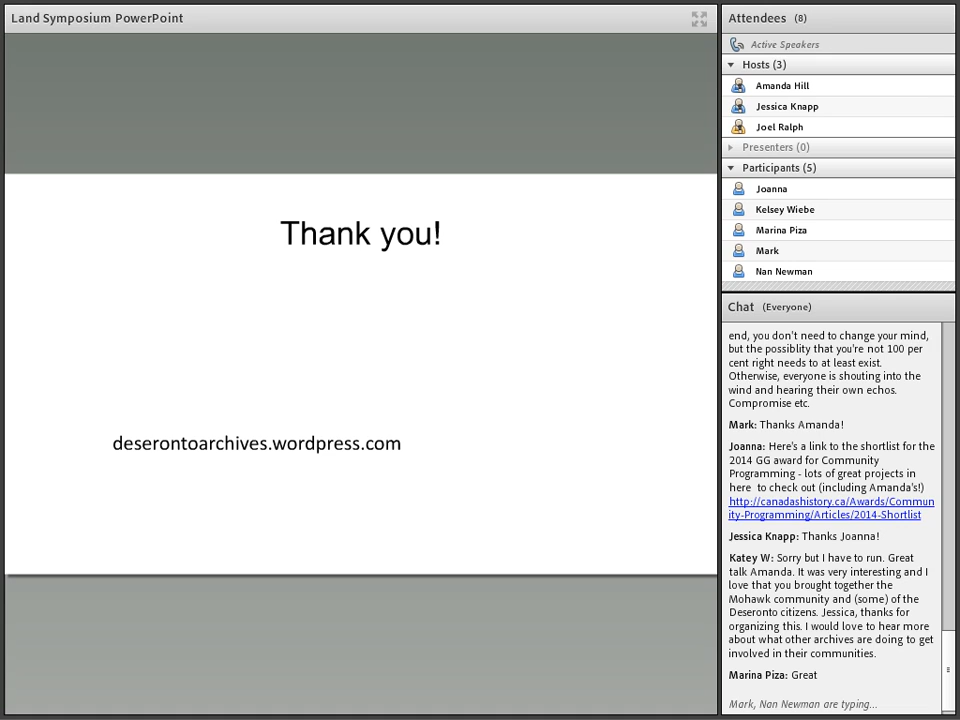 Land Symposium PowerPoint
Thank you!
deserontoarchives.wordpress.com
Attendees (8)
Active Speakers
Hosts (3)
Amanda Hill
Jessica Knapp
Joel Ralph
Presenters (0)
Participants (5)
Joanna
Kelsey Wiebe
Marina Piza
Mark
Nan Newman
Chat (Everyone)
end, you don't need to change your mind,
but the possiblity that you're not 100 per
cent right needs to at least exist.
Otherwise, everyone is shouting into the
wind and hearing their own echos.
Compromise etc.
Mark: Thanks Amanda!
Joanna: Here's a link to the shortlist for the
2014 GG award for Community
Programming - lots of great projects in
here to check out (including Amanda's!)
http://canadashistory.ca/Awards/Commun
ity-Programming/Articles/2014-Shortlist
Jessica Knapp: Thanks Joanna!
Katey W: Sorry but I have to run. Great
talk Amanda. It was very interesting and I
love that you brought together the
Mohawk community and (some) of the
Deseronto citizens. Jessica, thanks for
organizing this. I would love to hear more
about what other archives are doing to get
involved in their communities.
Marina Piza: Great
Mark, Nan Newman are typing...